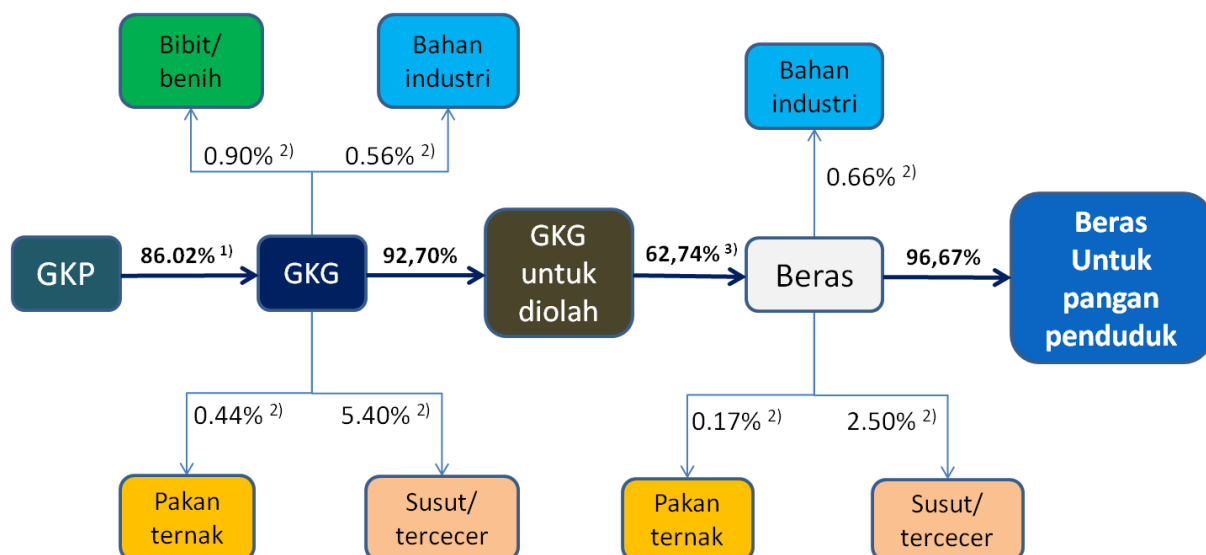 Bibit/
benih
Bahan
industri
Bahan
industri
0.90% 2)
0.56% 2)
0.66% 2)
GKP
86.02% 1)
GKG
92,70%
GKG
untuk
diolah
62,74% 3)
Beras
96,67%
Beras
Untuk
pangan
penduduk
0.44% 2)
5.40% 2)
0.17% 2)
2.50% 2)
Pakan
ternak
Susut/
tercecer
Pakan
ternak
Susut/
tercecer